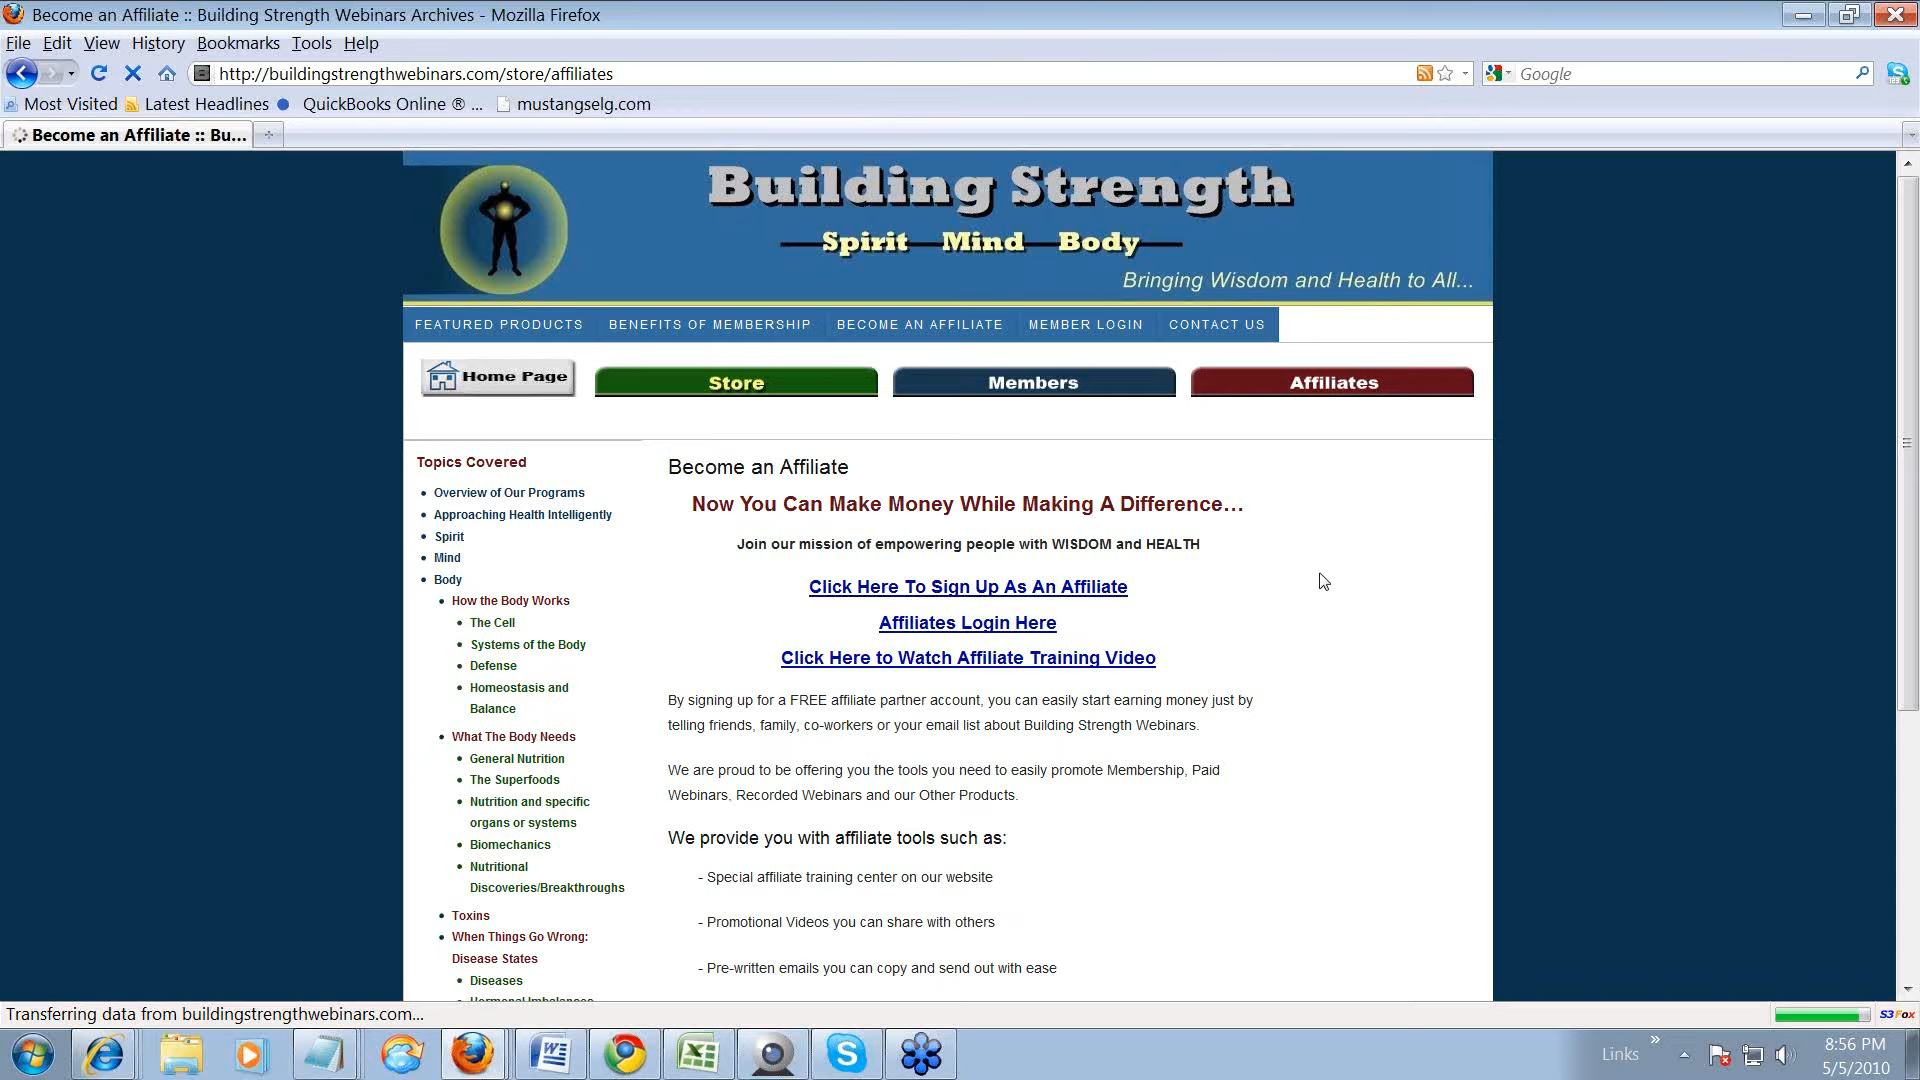 Become an Affiliate :: Building Strength Webinars Archives - Mozilla Firefox
File Edit View History Bookmarks Tools Help
http://buildingstrengthwebinars.com/store/affiliates
Google
Most Visited Latest Headlines QuickBooks Online ® ... mustangselg.com
Become an Affiliate :: Bu...
Building Strength
Spirit Mind Body
Bringing Wisdom and Health to All...
FEATURED PRODUCTS BENEFITS OF MEMBERSHIP BECOME AN AFFILIATE MEMBER LOGIN CONTACT US
Home Page Store Members Affiliates
Topics Covered
• Overview of Our Programs
• Approaching Health Intelligently
• Spirit
• Mind
• Body
• How the Body Works
• The Cell
• Systems of the Body
• Defense
• Homeostasis and
Balance
• What The Body Needs
• General Nutrition
• The Superfoods
• Nutrition and specific
organs or systems
• Biomechanics
• Nutritional
Discoveries/Breakthroughs
• Toxins
• When Things Go Wrong:
Disease States
• Diseases
• Hormonal Imbalances
Become an Affiliate
Now You Can Make Money While Making A Difference...
Join our mission of empowering people with WISDOM and HEALTH
Click Here To Sign Up As An Affiliate
Affiliates Login Here
Click Here to Watch Affiliate Training Video
By signing up for a FREE affiliate partner account, you can easily start earning money just by
telling friends, family, co-workers or your email list about Building Strength Webinars.
We are proud to be offering you the tools you need to easily promote Membership, Paid
Webinars, Recorded Webinars and our Other Products.
We provide you with affiliate tools such as:
- Special affiliate training center on our website
- Promotional Videos you can share with others
- Pre-written emails you can copy and send out with ease
Transferring data from buildingstrengthwebinars.com...
S3Fox
Links
8:56 PM
5/5/2010